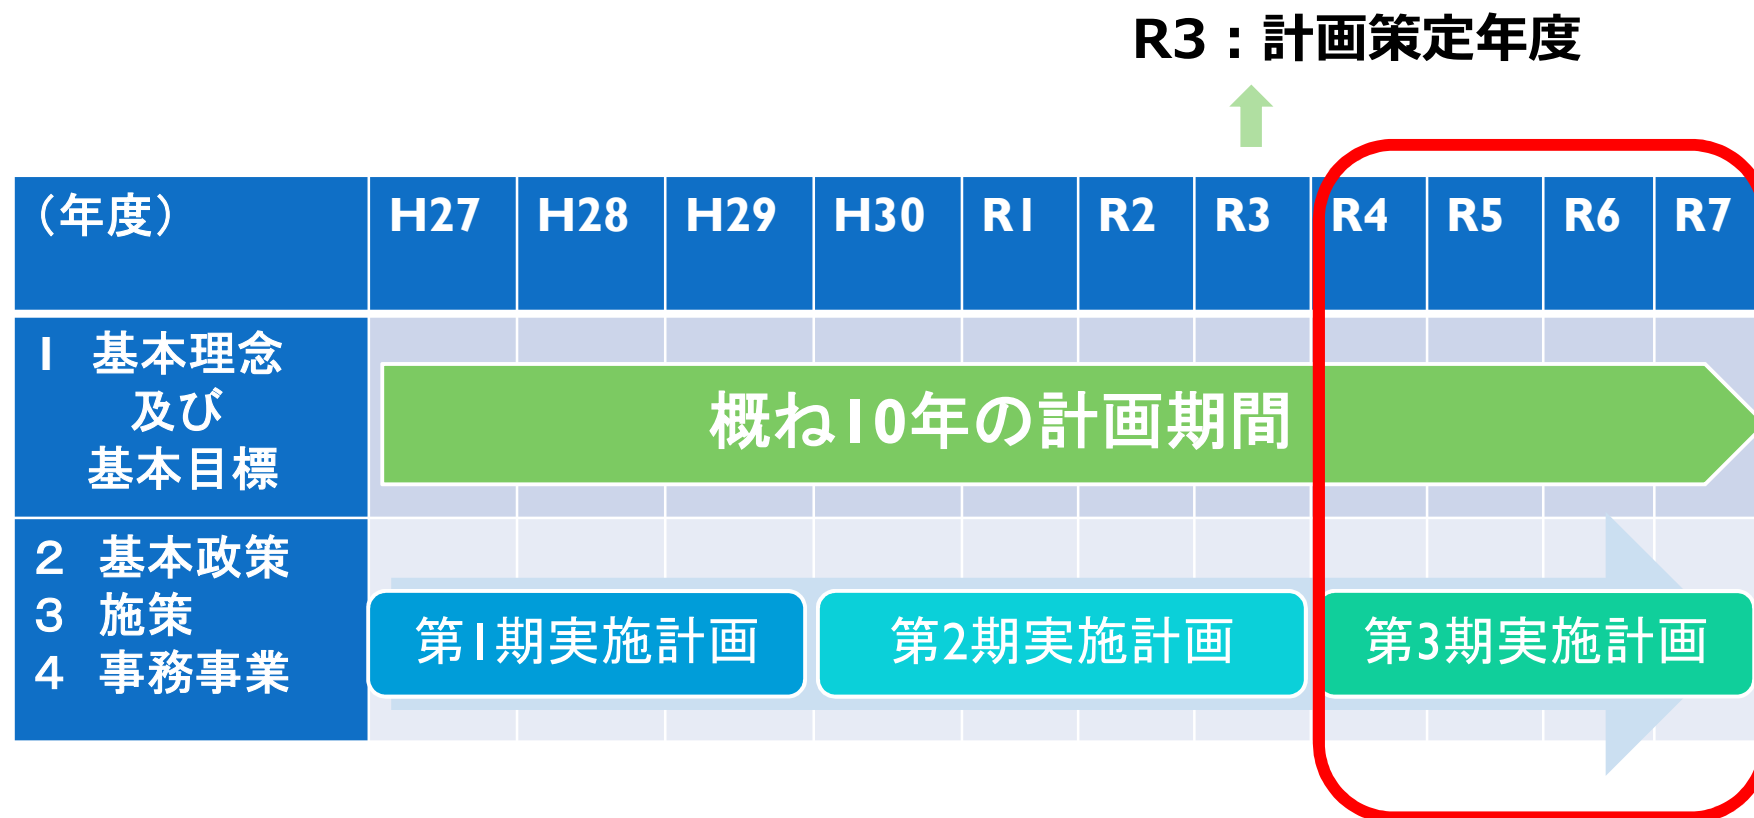 R3：計画策定年度
（年度） H27 H28 H29 H30 R1 R2 R3 R4 R5 R6 R7
1 基本理念
及び
基本目標
概ね10年の計画期間
2 基本政策
3 施策
4 事務事業
第1期実施計画 第2期実施計画 第3期実施計画